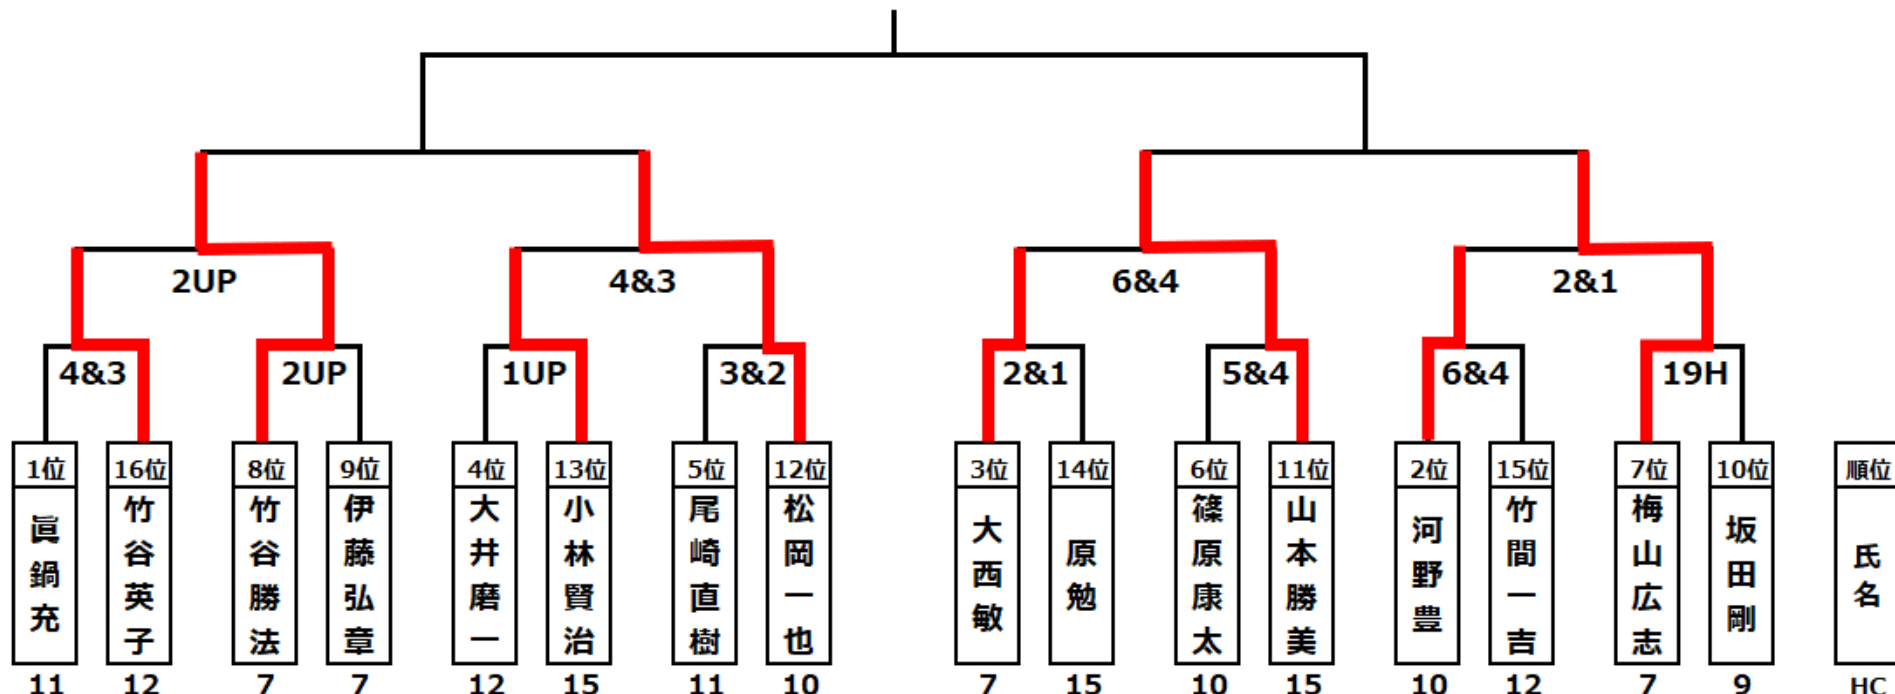 2UP 4&3 6&4 2&1
4&3 2UP 1UP 3&2 2&1 5&4 6&4 19H
1位 16位 8位 9位 4位 13位 5位 12位 3位 14位 6位 11位 2位 15位 7位 10位 順位
眞鍋充
竹谷英子
竹谷勝法
伊藤弘章
大井磨一
小林賢治
尾崎直樹
松岡一也
大西敏
原勉
篠原康太
山本勝美
河野豊
竹間一吉
梅山広志
坂田剛
氏名
11 12 7 7 12 15 11 10 7 15 10 15 10 12 7 9 HC